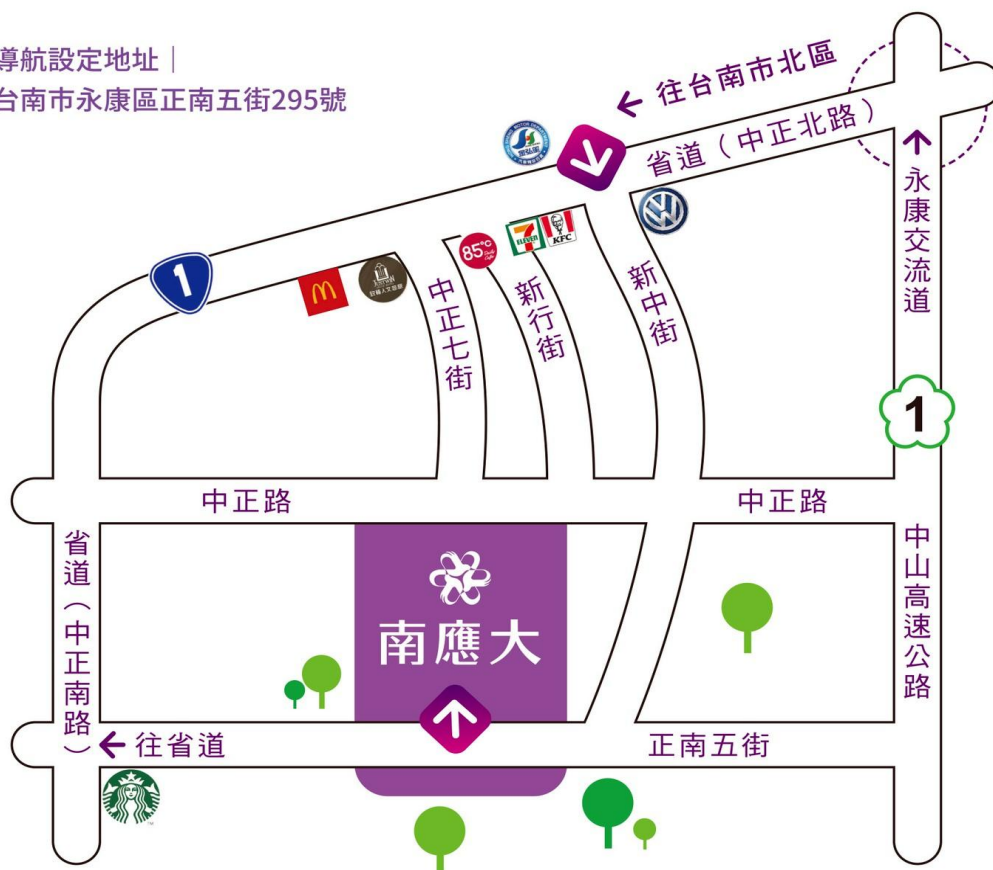 導航設定地址｜
台南市永康區正南五街295號
往台南市北區
省道（中正北路）
永康交流道
1
85°C
7
ELEVEN
KFC
中正七街
新行街
新中街
1
中正路
中正路
省道（中正南路）
南應大
中山高速公路
往省道
正南五街